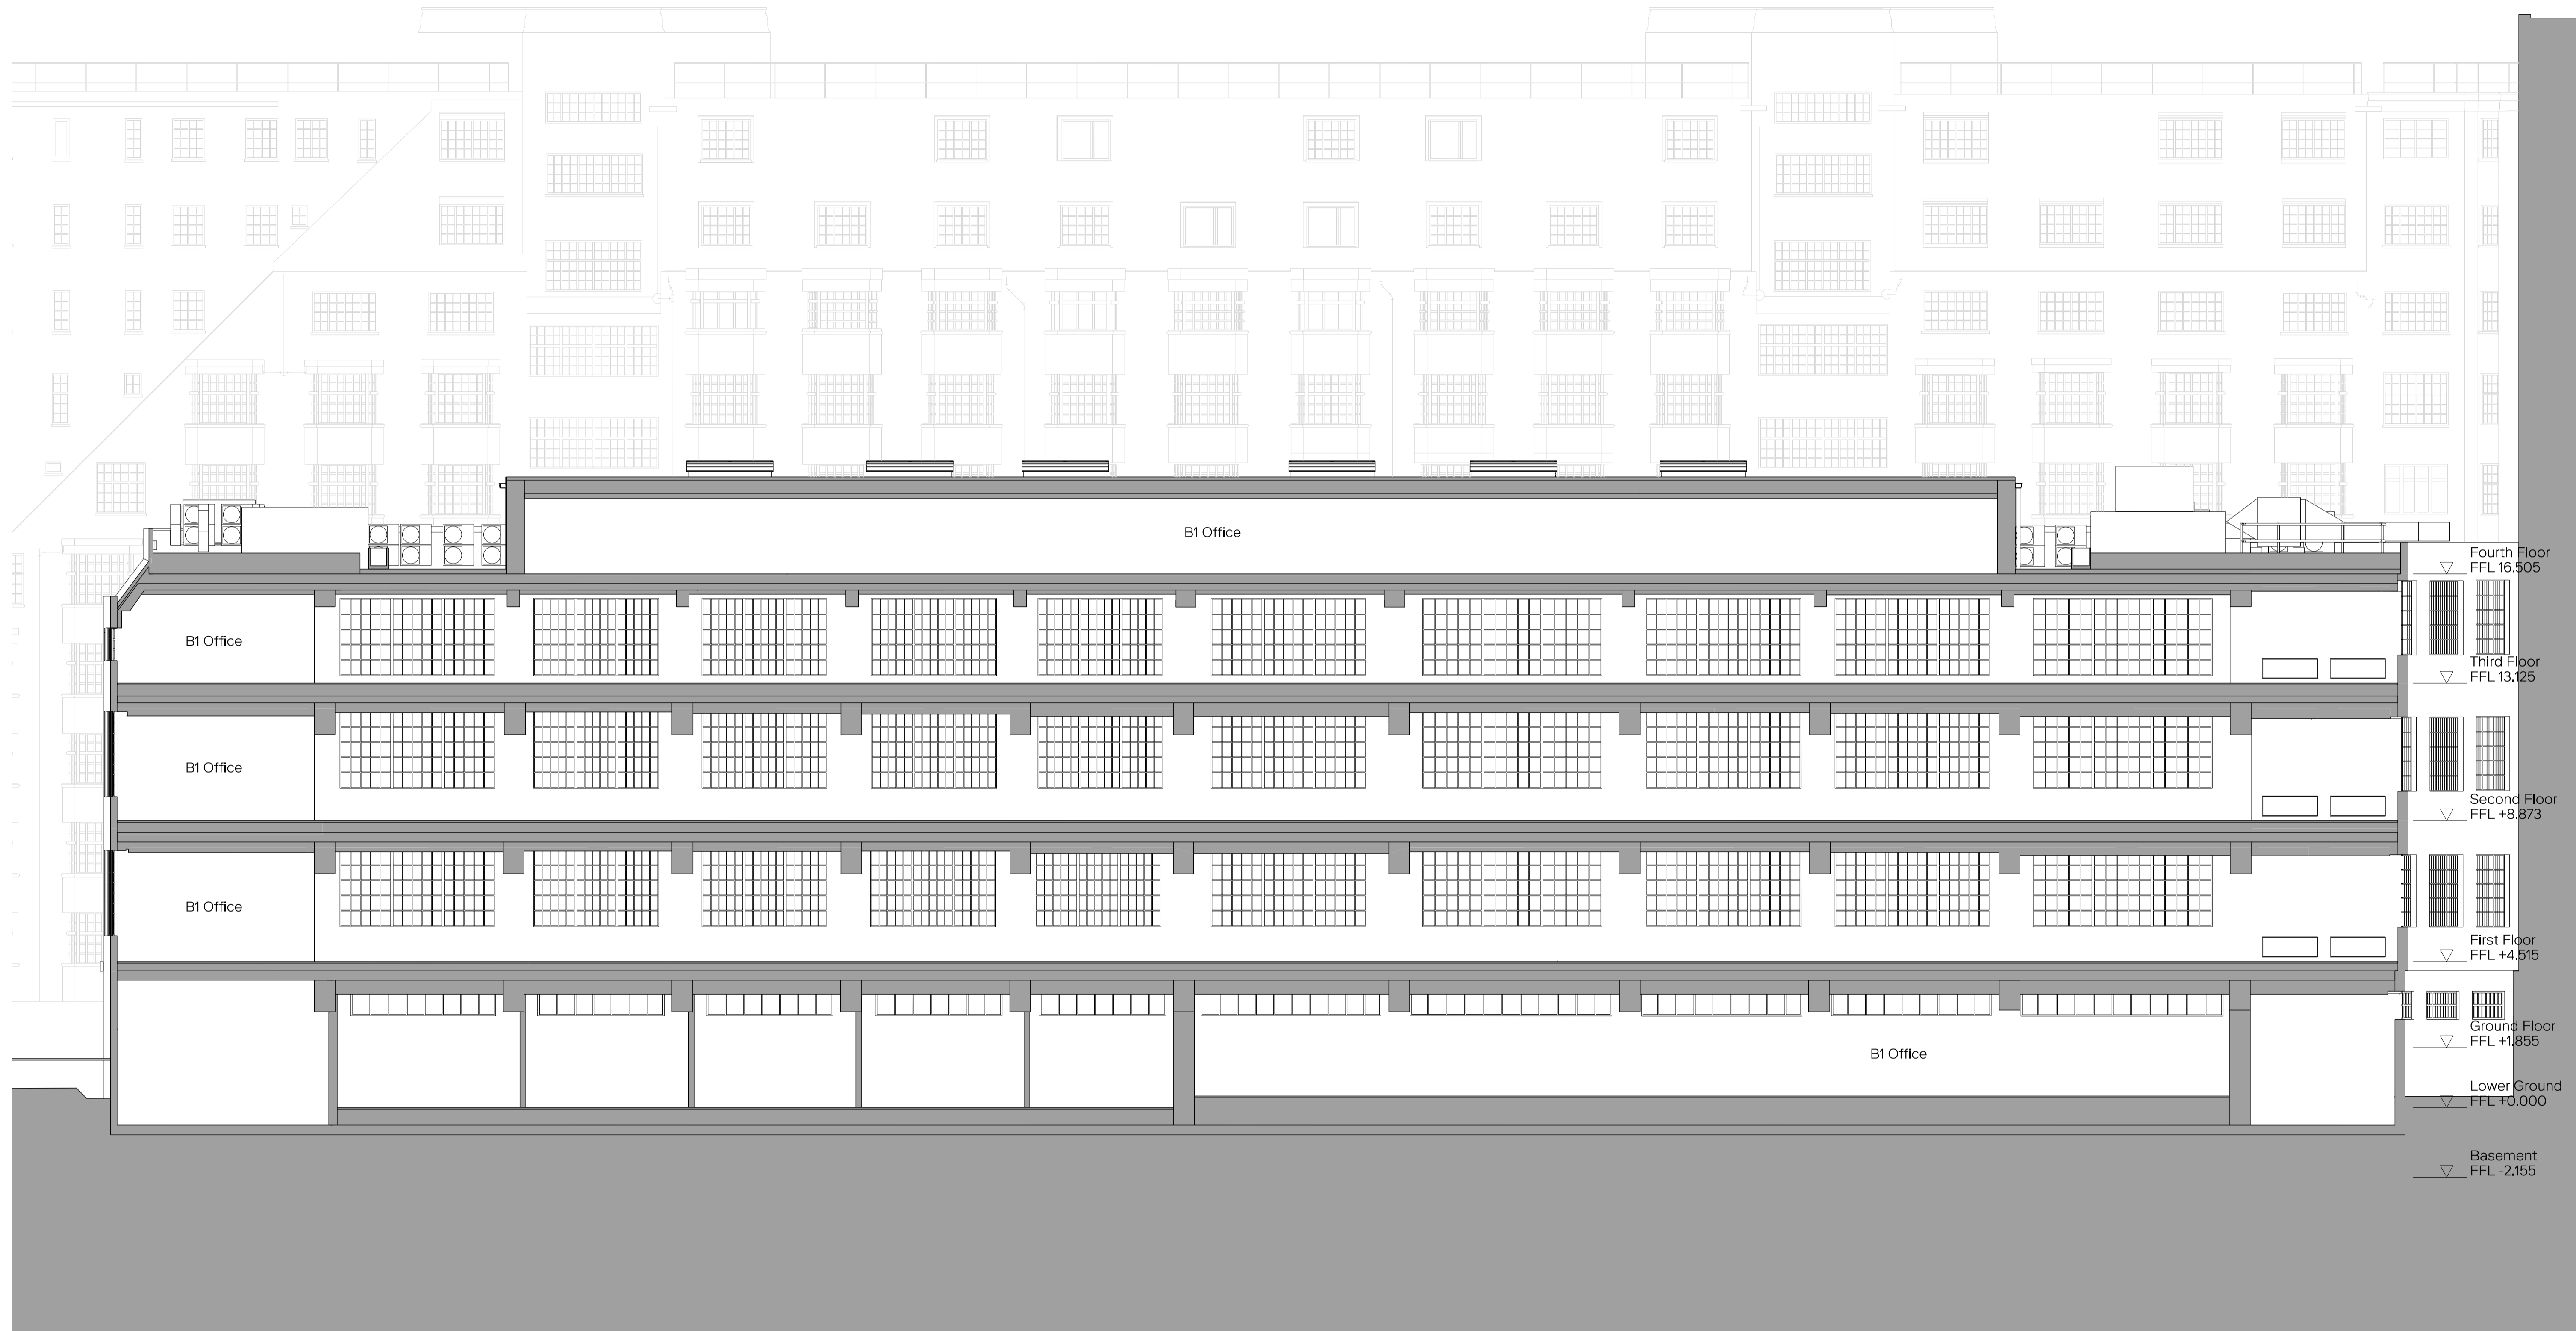 B1 Office
Fourth Floor
FFL 16.505
B1 Office
Third Floor
FFL 13.125
B1 Office
Second Floor
FFL +8.873
B1 Office
First Floor
FFL +4.515
Ground Floor
FFL +1.855
B1 Office
Lower Ground
FFL +0.000
Basement
FFL -2.155